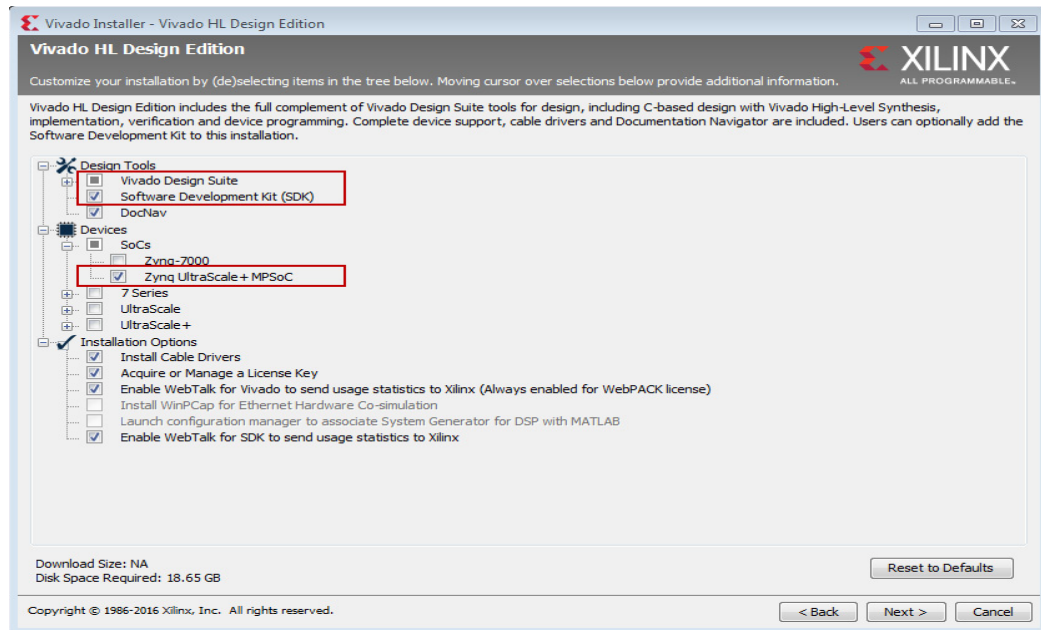 Vivado Installer - Vivado HL Design Edition
Vivado HL Design Edition
XILINX
ALL PROGRAMMABLE™
Customize your installation by (de)selecting items in the tree below. Moving cursor over selections below provide additional information.
Vivado HL Design Edition includes the full complement of Vivado Design Suite tools for design, including C-based design with Vivado High-Level Synthesis,
implementation, verification and device programming. Complete device support, cable drivers and Documentation Navigator are included. Users can optionally add the
Software Development Kit to this installation.
Design Tools
Vivado Design Suite
Software Development Kit (SDK)
DocNav
Devices
SoCs
Zynq-7000
Zynq UltraScale+ MPSoC
7 Series
UltraScale
UltraScale+
Installation Options
Install Cable Drivers
Acquire or Manage a License Key
Enable WebTalk for Vivado to send usage statistics to Xilinx (Always enabled for WebPACK license)
Install WinPCap for Ethernet Hardware Co-simulation
Launch configuration manager to associate System Generator for DSP with MATLAB
Enable WebTalk for SDK to send usage statistics to Xilinx
Download Size: NA
Disk Space Required: 18.65 GB
Reset to Defaults
Copyright © 1986-2016 Xilinx, Inc. All rights reserved.
< Back
Next >
Cancel